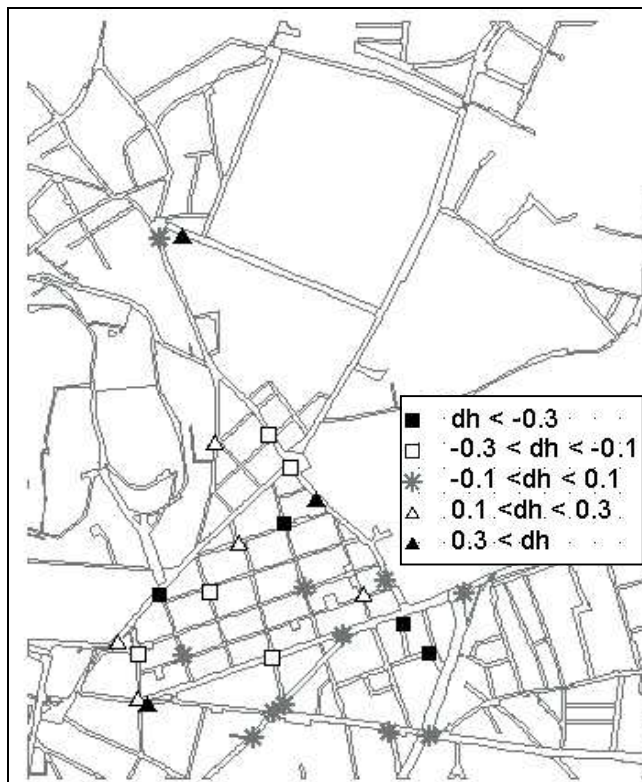 dh < -0.3
-0.3 < dh < -0.1
-0.1 <dh < 0.1
0.1 <dh < 0.3
0.3 < dh